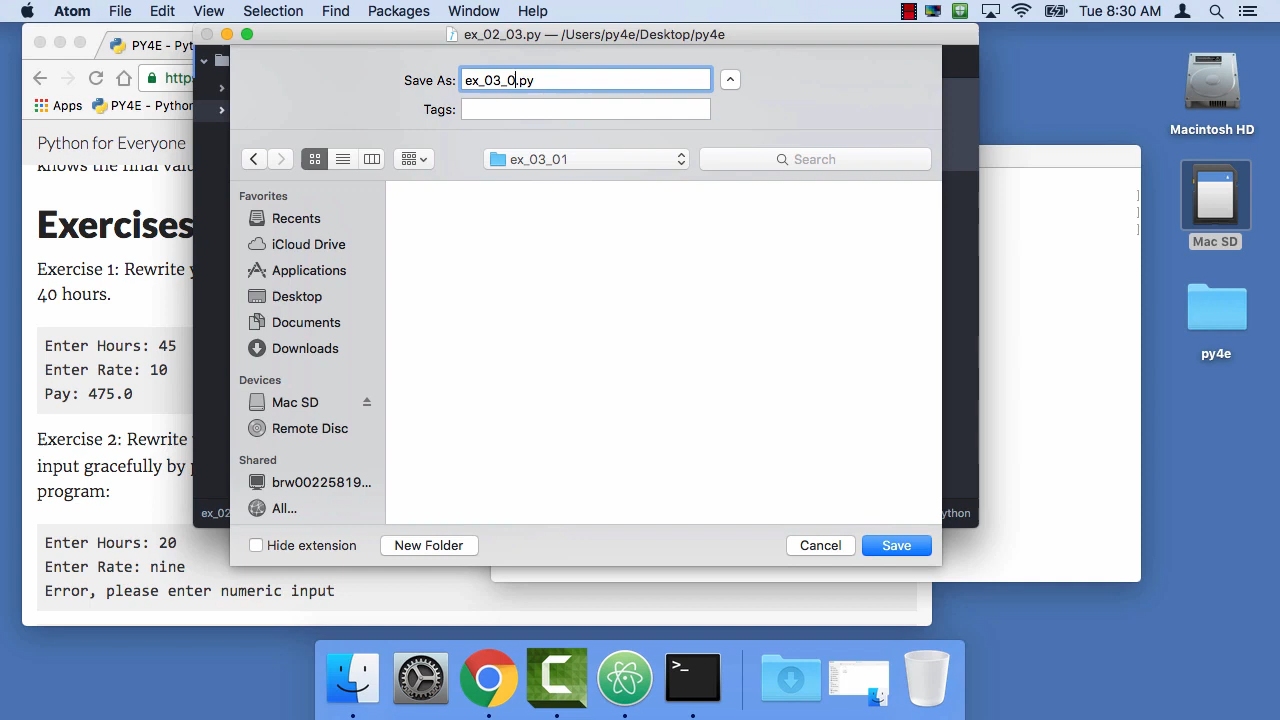 Atom File Edit View Selection Find Packages Window Help Tue 8:30 AM
ex_02_03.py — /Users/py4e/Desktop/py4e
PY4E - Pyt
Save As: ex_03_0.py
Tags:
http
Apps PY4E - Python
Python for Everyone
knows the final valu
ex_03_01
Search
Exercises
Exercise 1: Rewrite y
40 hours.
Enter Hours: 45
Enter Rate: 10
Pay: 475.0
Exercise 2: Rewrite
input gracefully by p
program:
Enter Hours: 20
Enter Rate: nine
Error, please enter numeric input
Favorites
Recents
iCloud Drive
Applications
Desktop
Documents
Downloads
Devices
Mac SD
Remote Disc
Shared
brw00225819...
All...
ex_02
ython
Hide extension
New Folder
Cancel
Save
Macintosh HD
Mac SD
py4e
>_